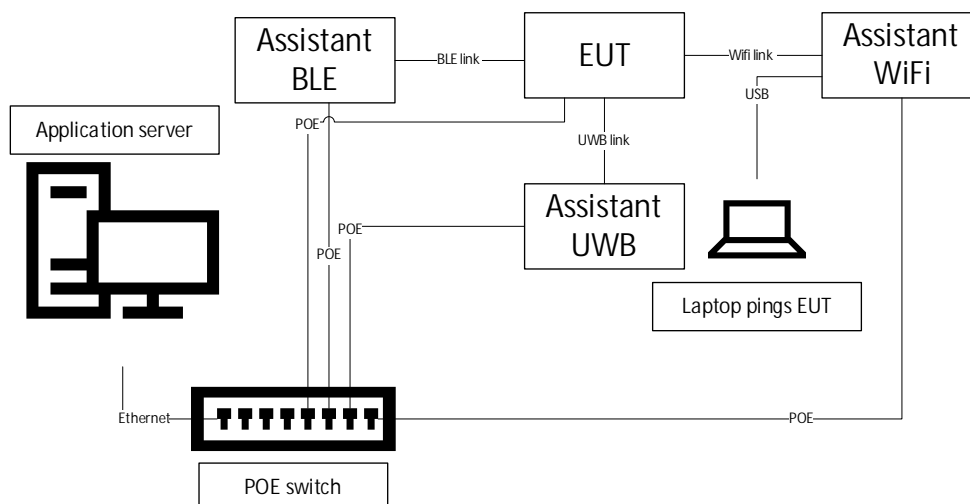 Assistant
BLE
BLE link
EUT
Wifi link
Assistant
WiFi
USB
Application server
POE
UWB link
Assistant
UWB
POE
POE
Laptop pings EUT
Ethernet
POE
POE switch